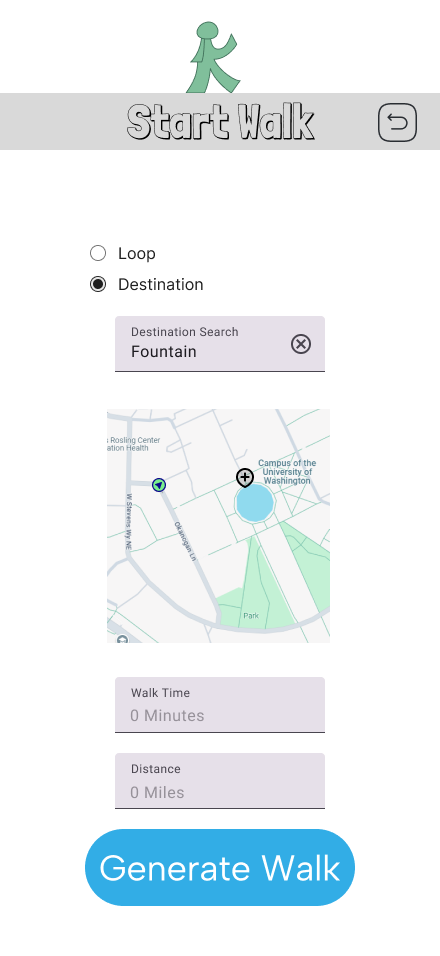 Start Walk
Loop
Destination
Destination Search
Fountain
s Rosling Center
ation Health
Campus of the
University of
Washington
W Stevens Wy NE
Okanogan Ln
Park
Walk Time
0 Minutes
Distance
0 Miles
Generate Walk